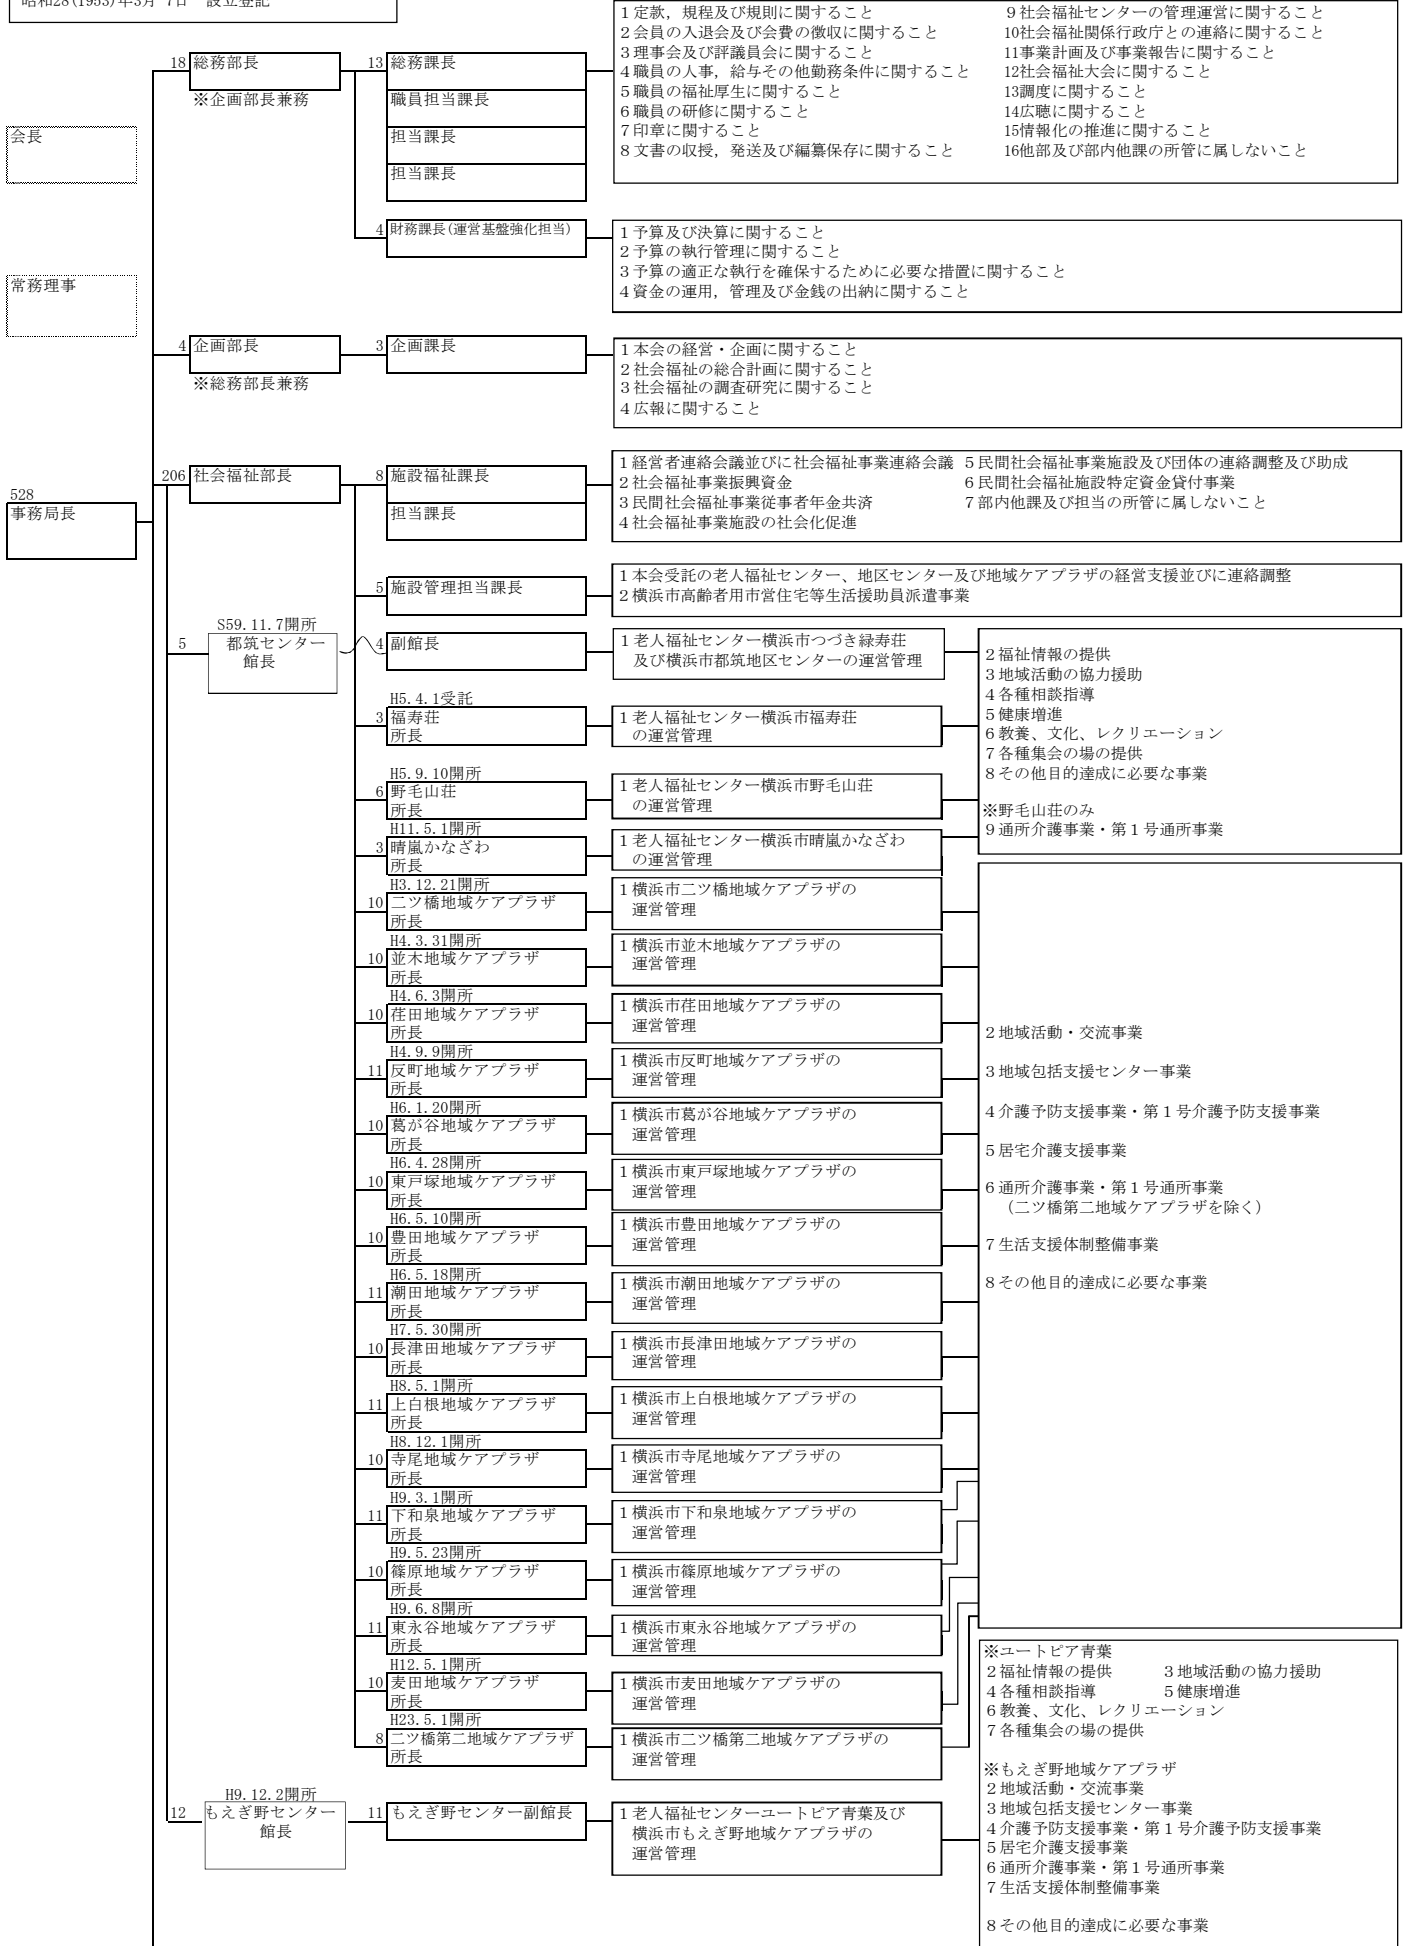 昭和28(1953)年3月 7日 設立登記
1定款，規程及び規則に関すること
2会員の入退会及び会費の徴収に関すること
3理事会及び評議員会に関すること
4職員の人事，給与その他勤務条件に関すること
5職員の福祉厚生に関すること
6職員の研修に関すること
7印章に関すること
8文書の収授，発送及び編纂保存に関すること
9社会福祉センターの管理運営に関すること
10社会福祉関係行政庁との連絡に関すること
11事業計画及び事業報告に関すること
12社会福祉大会に関すること
13調度に関すること
14広聴に関すること
15情報化の推進に関すること
16他部及び部内他課の所管に属しないこと
18 総務部長
※企画部長兼務
13 総務課長
職員担当課長
担当課長
担当課長
会長
4 財務課長(運営基盤強化担当)
1予算及び決算に関すること
2予算の執行管理に関すること
3予算の適正な執行を確保するために必要な措置に関すること
4資金の運用，管理及び金銭の出納に関すること
常務理事
4 企画部長
※総務部長兼務
3 企画課長
1本会の経営・企画に関すること
2社会福祉の総合計画に関すること
3社会福祉の調査研究に関すること
4広報に関すること
528
事務局長
206 社会福祉部長
8 施設福祉課長
担当課長
1経営者連絡会議並びに社会福祉事業連絡会議
2社会福祉事業振興資金
3民間社会福祉事業従事者年金共済
4社会福祉事業施設の社会化促進
5民間社会福祉事業施設及び団体の連絡調整及び助成
6民間社会福祉施設特定資金貸付事業
7部内他課及び担当の所管に属しないこと
5 施設管理担当課長
1本会受託の老人福祉センター、地区センター及び地域ケアプラザの経営支援並びに連絡調整
2横浜市高齢者用市営住宅等生活援助員派遣事業
S59.11.7開所
5 都筑センター
館長
4 副館長
1老人福祉センター横浜市つづき緑寿荘
及び横浜市都筑地区センターの運営管理
H5.4.1受託
3 福寿荘
所長
1老人福祉センター横浜市福寿荘
の運営管理
H5.9.10開所
6 野毛山荘
所長
1老人福祉センター横浜市野毛山荘
の運営管理
H11.5.1開所
3 晴嵐かなざわ
所長
1老人福祉センター横浜市晴嵐かなざわ
の運営管理
2福祉情報の提供
3地域活動の協力援助
4各種相談指導
5健康増進
6教養、文化、レクリエーション
7各種集会の場の提供
8その他目的達成に必要な事業
※野毛山荘のみ
9通所介護事業・第１号通所事業
H3.12.21開所
10 二ツ橋地域ケアプラザ
所長
1横浜市二ツ橋地域ケアプラザの
運営管理
H4.3.31開所
10 並木地域ケアプラザ
所長
1横浜市並木地域ケアプラザの
運営管理
H4.6.3開所
10 荏田地域ケアプラザ
所長
1横浜市荏田地域ケアプラザの
運営管理
H4.9.9開所
11 反町地域ケアプラザ
所長
1横浜市反町地域ケアプラザの
運営管理
H6.1.20開所
10 葛が谷地域ケアプラザ
所長
1横浜市葛が谷地域ケアプラザの
運営管理
H6.4.28開所
10 東戸塚地域ケアプラザ
所長
1横浜市東戸塚地域ケアプラザの
運営管理
H6.5.10開所
10 豊田地域ケアプラザ
所長
1横浜市豊田地域ケアプラザの
運営管理
H6.5.18開所
11 潮田地域ケアプラザ
所長
1横浜市潮田地域ケアプラザの
運営管理
H7.5.30開所
10 長津田地域ケアプラザ
所長
1横浜市長津田地域ケアプラザの
運営管理
H8.5.1開所
11 上白根地域ケアプラザ
所長
1横浜市上白根地域ケアプラザの
運営管理
H8.12.1開所
10 寺尾地域ケアプラザ
所長
1横浜市寺尾地域ケアプラザの
運営管理
H9.3.1開所
11 下和泉地域ケアプラザ
所長
1横浜市下和泉地域ケアプラザの
運営管理
H9.5.23開所
10 篠原地域ケアプラザ
所長
1横浜市篠原地域ケアプラザの
運営管理
H9.6.8開所
11 東永谷地域ケアプラザ
所長
1横浜市東永谷地域ケアプラザの
運営管理
H12.5.1開所
10 麦田地域ケアプラザ
所長
1横浜市麦田地域ケアプラザの
運営管理
H23.5.1開所
8 二ツ橋第二地域ケアプラザ
所長
1横浜市二ツ橋第二地域ケアプラザの
運営管理
2地域活動・交流事業
3地域包括支援センター事業
4介護予防支援事業・第１号介護予防支援事業
5居宅介護支援事業
6通所介護事業・第１号通所事業
（二ツ橋第二地域ケアプラザを除く）
7生活支援体制整備事業
8その他目的達成に必要な事業
H9.12.2開所
12 もえぎ野センター
館長
11 もえぎ野センター副館長
1老人福祉センターユートピア青葉及び
横浜市もえぎ野地域ケアプラザの
運営管理
※ユートピア青葉
2福祉情報の提供 3地域活動の協力援助
4各種相談指導 5健康増進
6教養、文化、レクリエーション
7各種集会の場の提供
※もえぎ野地域ケアプラザ
2地域活動・交流事業
3地域包括支援センター事業
4介護予防支援事業・第１号介護予防支援事業
5居宅介護支援事業
6通所介護事業・第１号通所事業
7生活支援体制整備事業
8その他目的達成に必要な事業